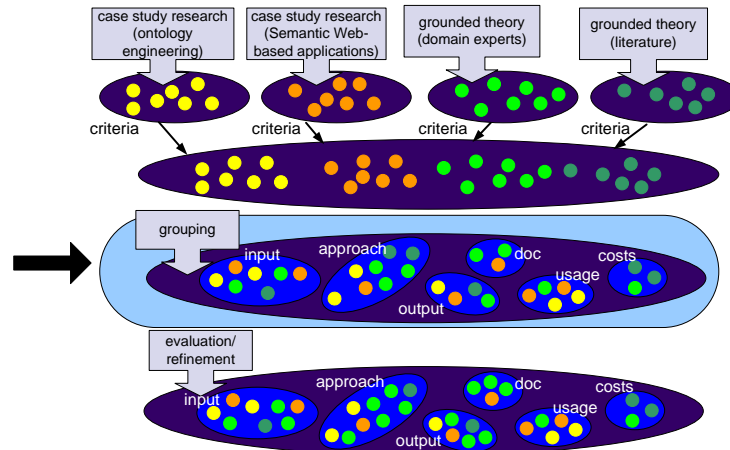 case study research
(ontology
engineering)
case study research
(Semantic Web-
based applications)
grounded theory
(domain experts)
grounded theory
(literature)
criteria
criteria
criteria
criteria
grouping
input
approach
output
doc
usage
costs
evaluation/
refinement
input
approach
output
doc
usage
costs